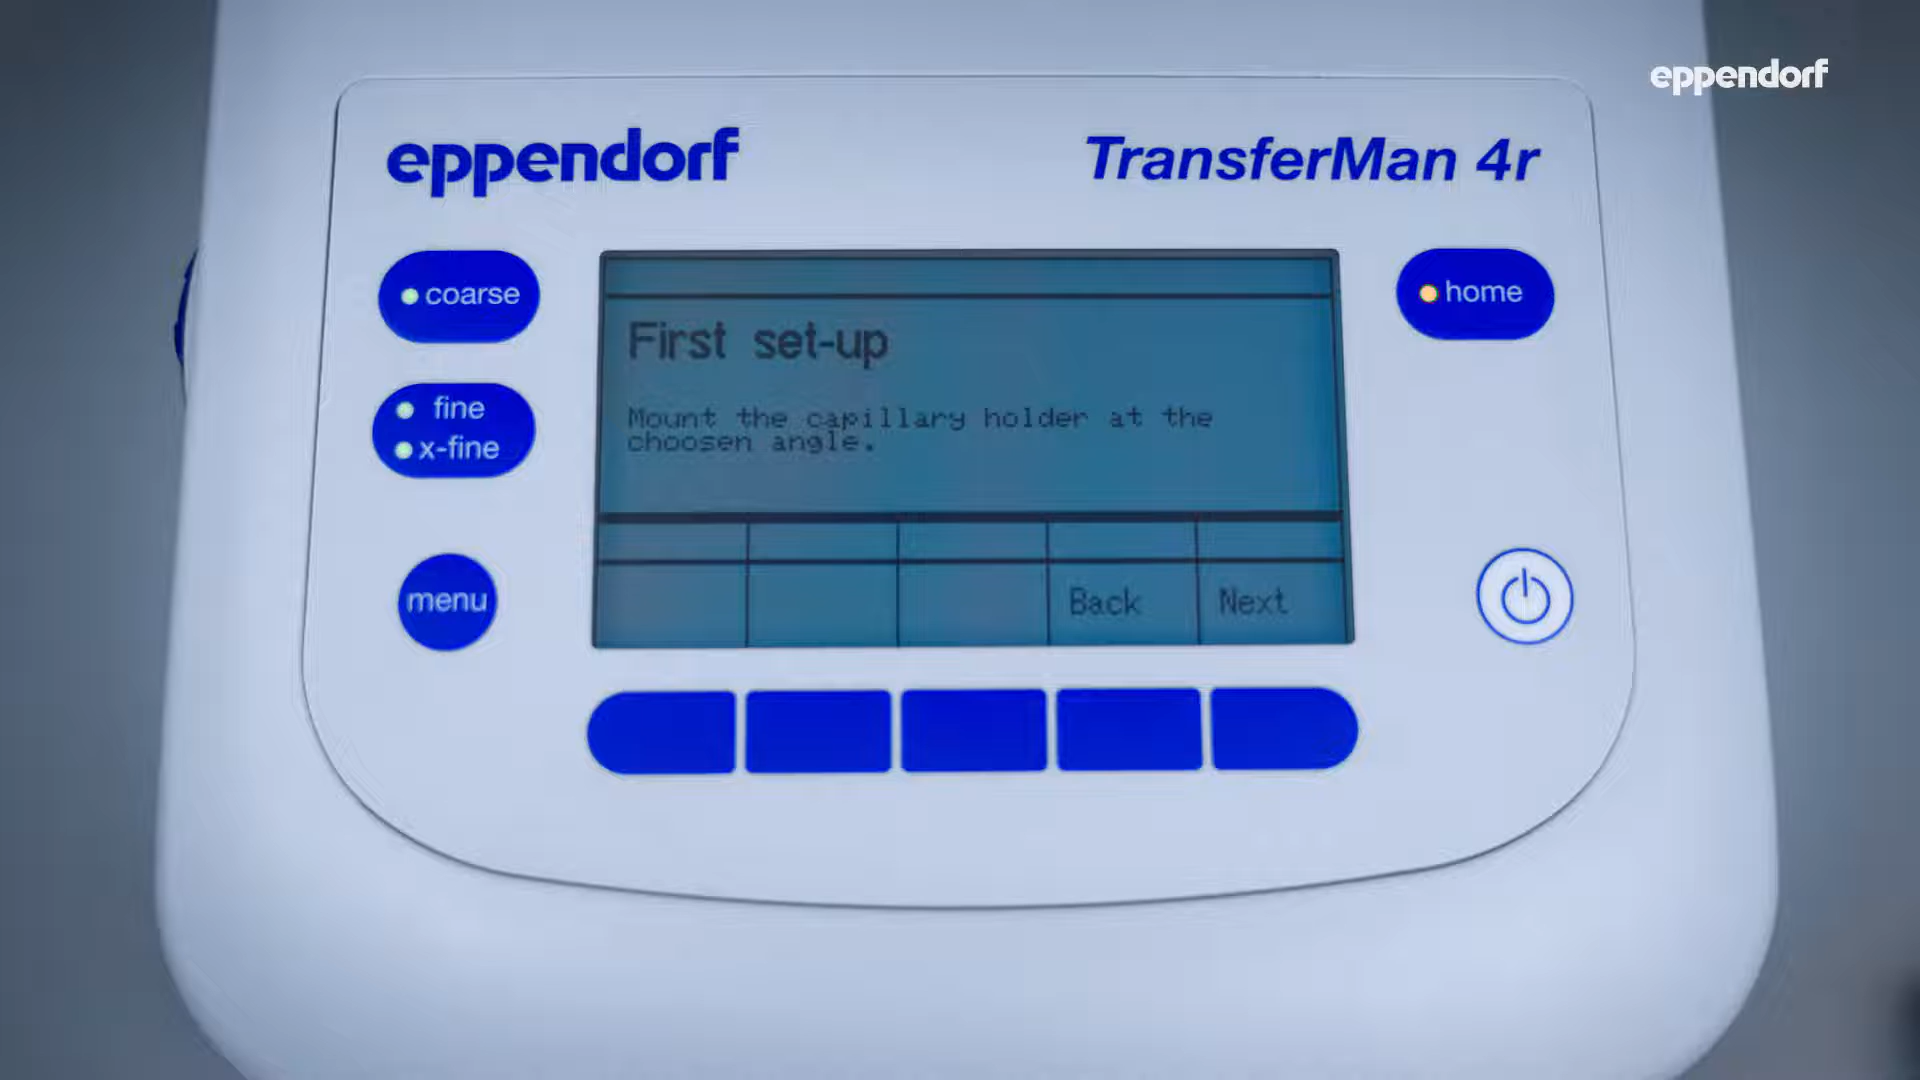 eppendorf
eppendorf
TransferMan 4r
coarse
home
First set-up
fine
x-fine
Mount the capillary holder at the
choosen angle.
menu
Back
Next